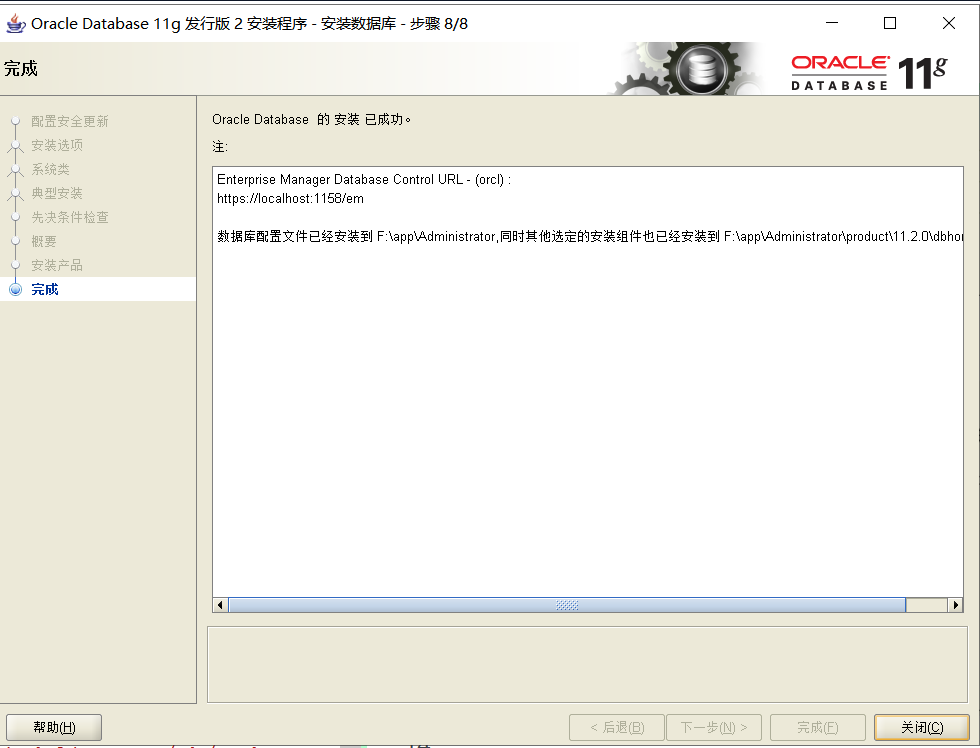 Oracle Database 11g 发行版 2 安装程序 - 安装数据库 - 步骤 8/8
完成
ORACLE
DATABASE
11g
配置安全更新
安装选项
系统类
典型安装
先决条件检查
概要
安装产品
完成
Oracle Database 的 安装 已成功。
注:
Enterprise Manager Database Control URL - (orcl) :
https://localhost:1158/em
数据库配置文件已经安装到 F:\app\Administrator,同时其他选定的安装组件也已经安装到 F:\app\Administrator\product\11.2.0\dbho
帮助(H)
< 后退(B)
下一步(N) >
完成(F)
关闭(C)